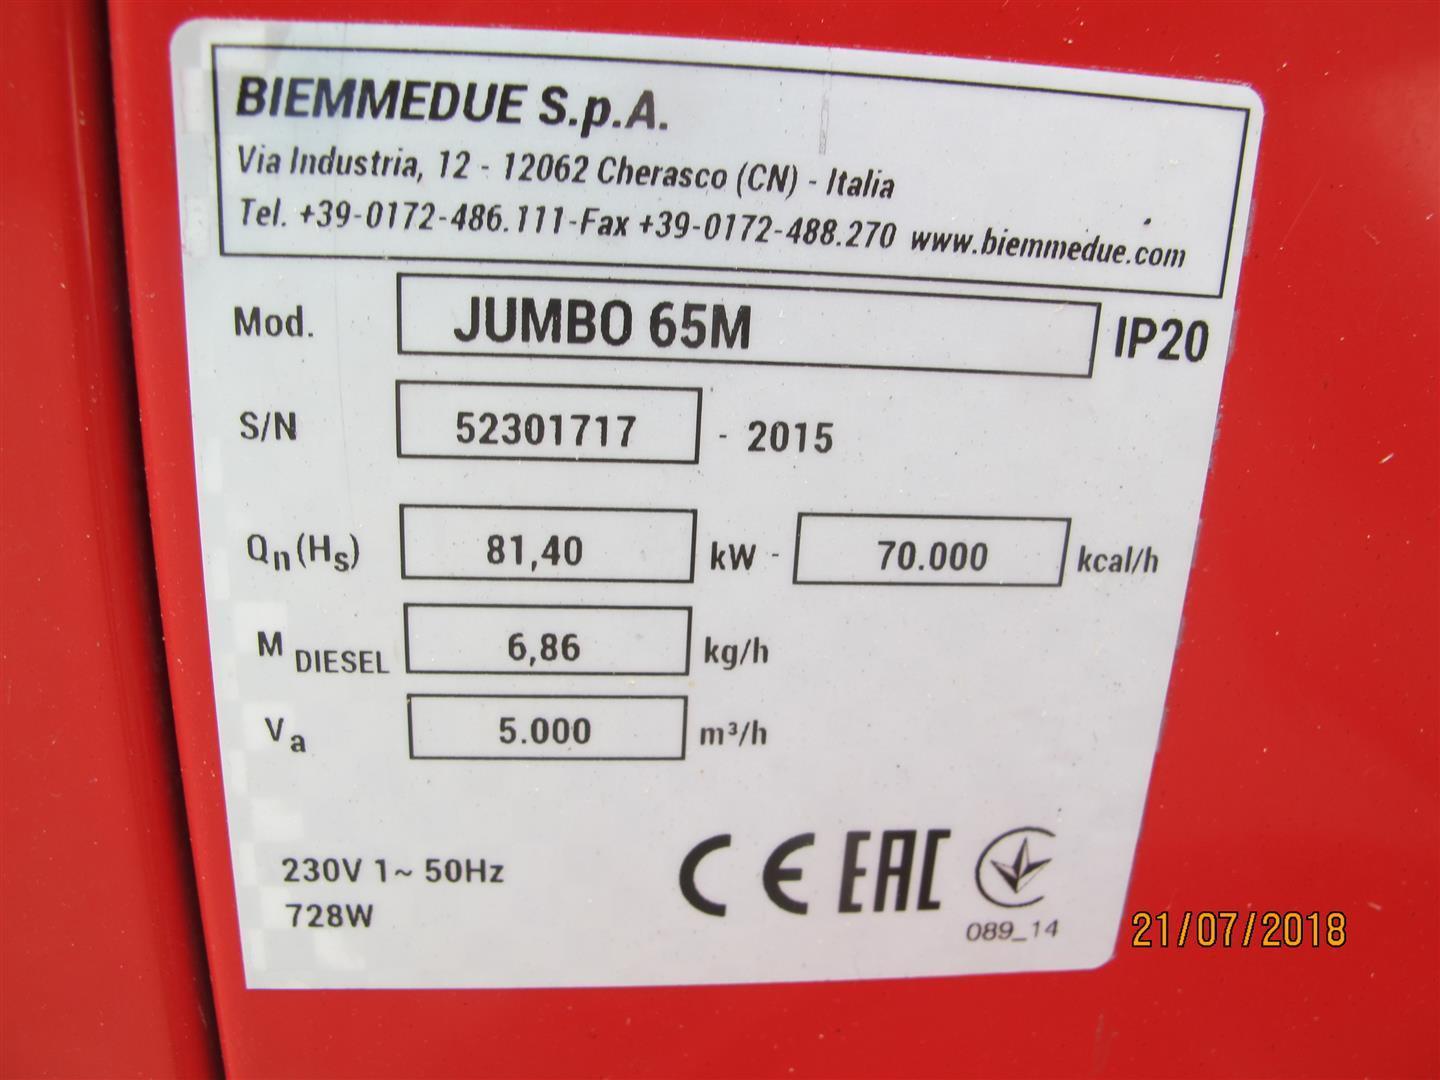 BIEMMEDUE S.p.A.
Via Industria, 12 - 12062 Cherasco (CN) - Italia
Tel. +39-0172-486.111-Fax +39-0172-488.270 www.biemmedue.com
Mod. JUMBO 65M IP20
S/N 52301717 - 2015
Qn(Hs) 81,40 kW - 70.000 kcal/h
M DIESEL 6,86 kg/h
Va 5.000 m³/h
230V 1~ 50Hz
728W
CE EAC
089_14
21/07/2018